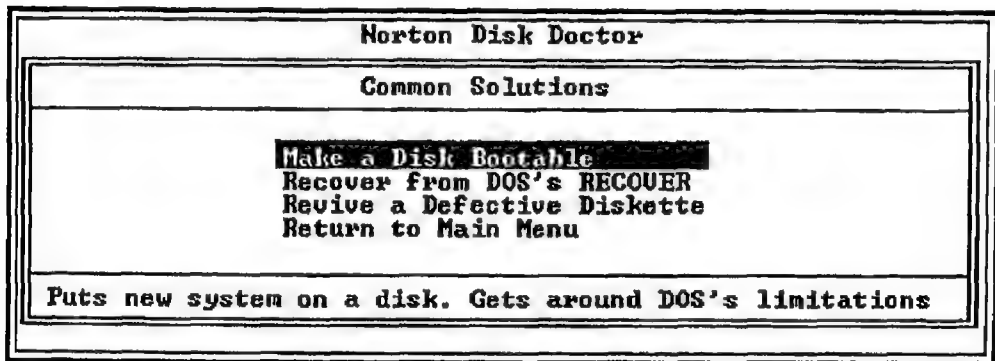 Norton Disk Doctor
Common Solutions
Make a Disk Bootable
Recover from DOS's RECOVER
Revive a Defective Diskette
Return to Main Menu
Puts new system on a disk. Gets around DOS's limitations